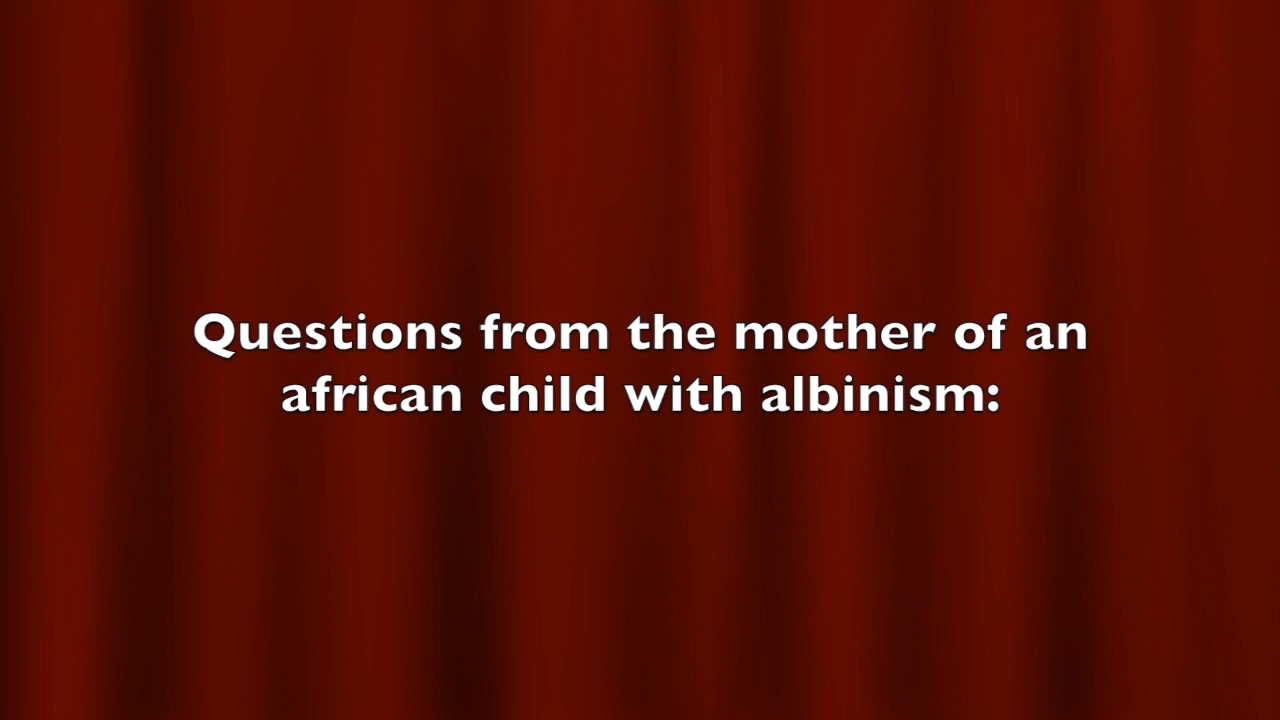 Questions from the mother of an
african child with albinism: